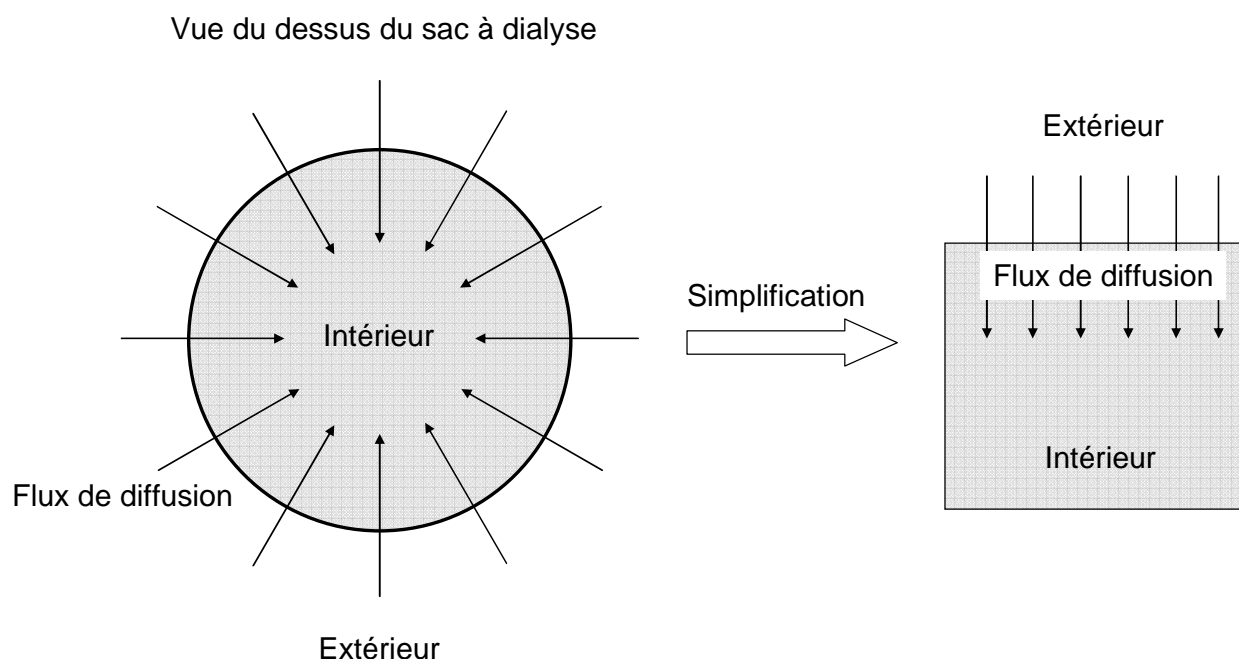 Vue du dessus du sac à dialyse
Intérieur
Flux de diffusion
Extérieur
Simplification
Extérieur
Flux de diffusion
Intérieur